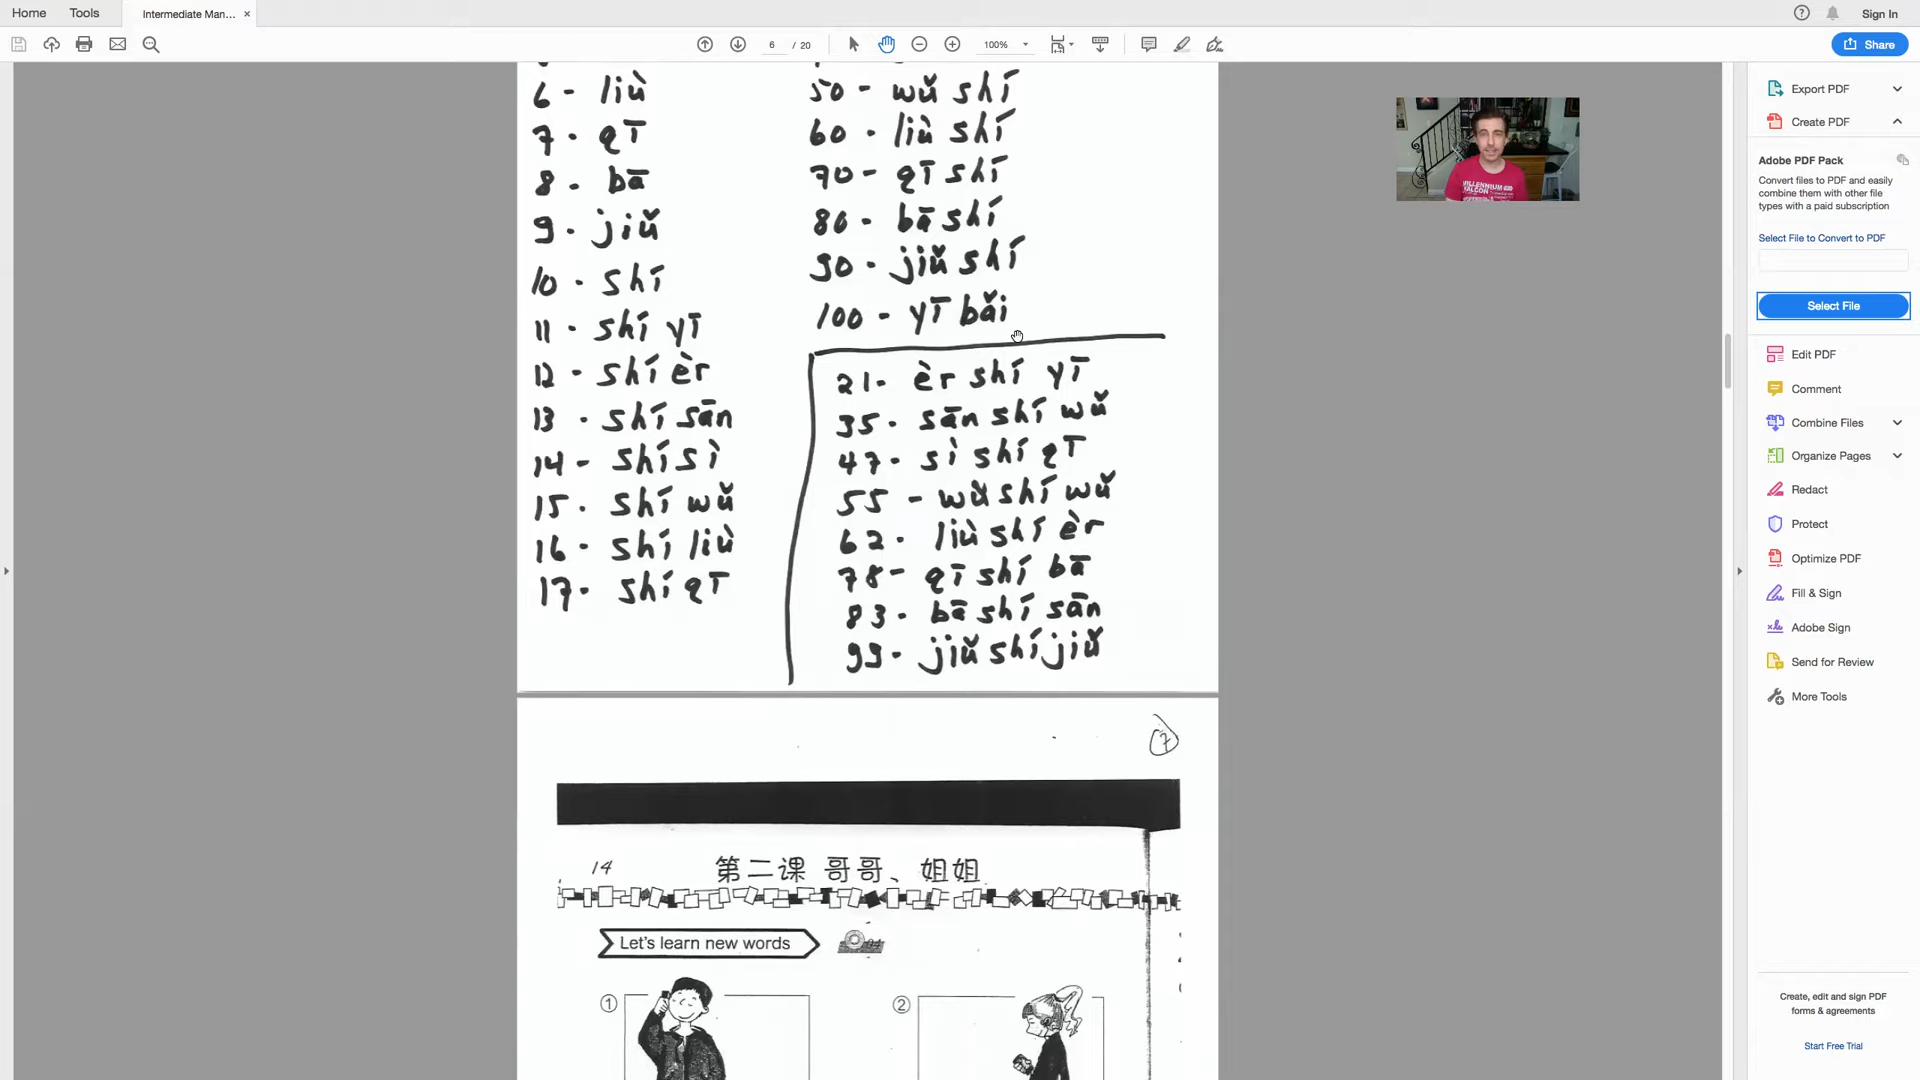 Home
Tools
Intermediate Man...
Sign In
6 / 20
100%
Share
6 - liù
7 - qī
8 - bā
9 - jiǔ
10 - shí
11 - shí yī
12 - shí èr
13 - shí sān
14 - shí sì
15 - shí wǔ
16 - shí liù
17 - shí qī
50 - wǔ shí
60 - liù shí
70 - qī shí
80 - bā shí
90 - jiǔ shí
100 - yī bǎi
21 - èr shí yī
35 - sān shí wǔ
47 - sì shí qī
55 - wǔ shí wǔ
62 - liù shí èr
78 - qī shí bā
83 - bā shí sān
99 - jiǔ shí jiǔ
7
14 第二课 哥哥、姐姐
Let's learn new words
① ②
MILLENNIUM
FALCON
Export PDF
Create PDF
Adobe PDF Pack
Convert files to PDF and easily
combine them with other file
types with a paid subscription
Select File to Convert to PDF
Select File
Edit PDF
Comment
Combine Files
Organize Pages
Redact
Protect
Optimize PDF
Fill & Sign
Adobe Sign
Send for Review
More Tools
Create, edit and sign PDF
forms & agreements
Start Free Trial